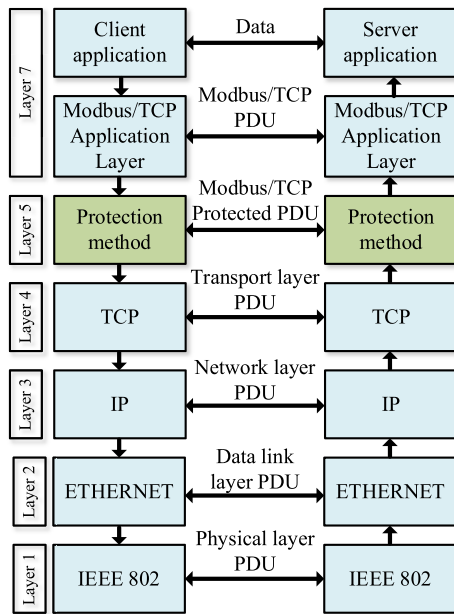 Layer 7
Client
application
Data
Server
application
Modbus/TCP
Application
Layer
Modbus/TCP
PDU
Modbus/TCP
Application
Layer
Layer 5
Protection
method
Modbus/TCP
Protected PDU
Protection
method
Layer 4
TCP
Transport layer
PDU
TCP
Layer 3
IP
Network layer
PDU
IP
Layer 2
ETHERNET
Data link
layer PDU
ETHERNET
Layer 1
IEEE 802
Physical layer
PDU
IEEE 802